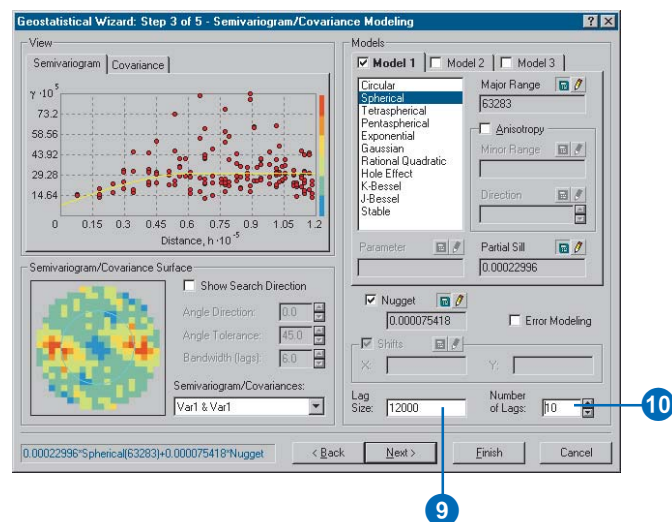 Geostatistical Wizard: Step 3 of 5 - Semivariogram/Covariance Modeling
View
Semivariogram
Covariance
γ·10 5
73.2
58.56
43.92
29.28
14.64
0 0.15 0.3 0.45 0.6 0.75 0.9 1.05 1.2
Distance, h·10 -5
Semivariogram/Covariance Surface
Show Search Direction
Angle Direction: 0.0
Angle Tolerance: 45.0
Bandwidth (lags): 6.0
Semivariogram/Covariances:
Var1 & Var1
Models
Model 1
Model 2
Model 3
Circular
Spherical
Tetraspherical
Pentaspherical
Exponential
Gaussian
Rational Quadratic
Hole Effect
K-Bessel
J-Bessel
Stable
Major Range
63283
Anisotropy
Minor Range
Direction
Parameter
Partial Sill
0.00022996
Nugget
0.000075418
Error Modeling
Shifts
X:
Y:
Lag
Size: 12000
Number
of Lags: 10
0.00022996*Spherical(63283)+0.000075418*Nugget
< Back
Next >
Finish
Cancel
10
9